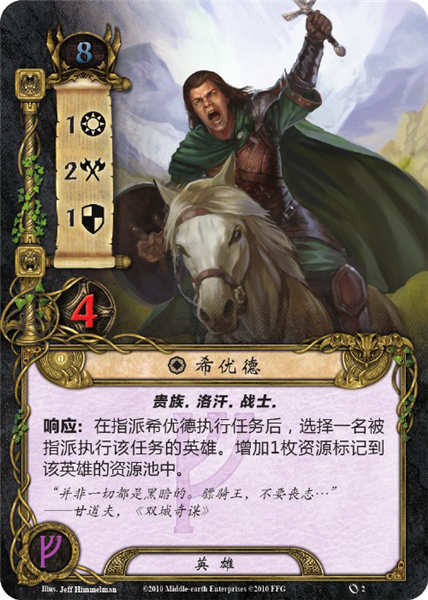 8
1
2
1
4
希优德
贵族. 洛汗. 战士.
响应: 在指派希优德执行任务后，选择一名被
指派执行该任务的英雄。增加1枚资源标记到
该英雄的资源池中。
“并非一切都是黑暗的。骠骑王，不要丧志…”
——甘道夫，《双城奇谋》
英雄
Illus. Jeff Himmelman
©2010 Middle-earth Enterprises ©2010 FFG
2